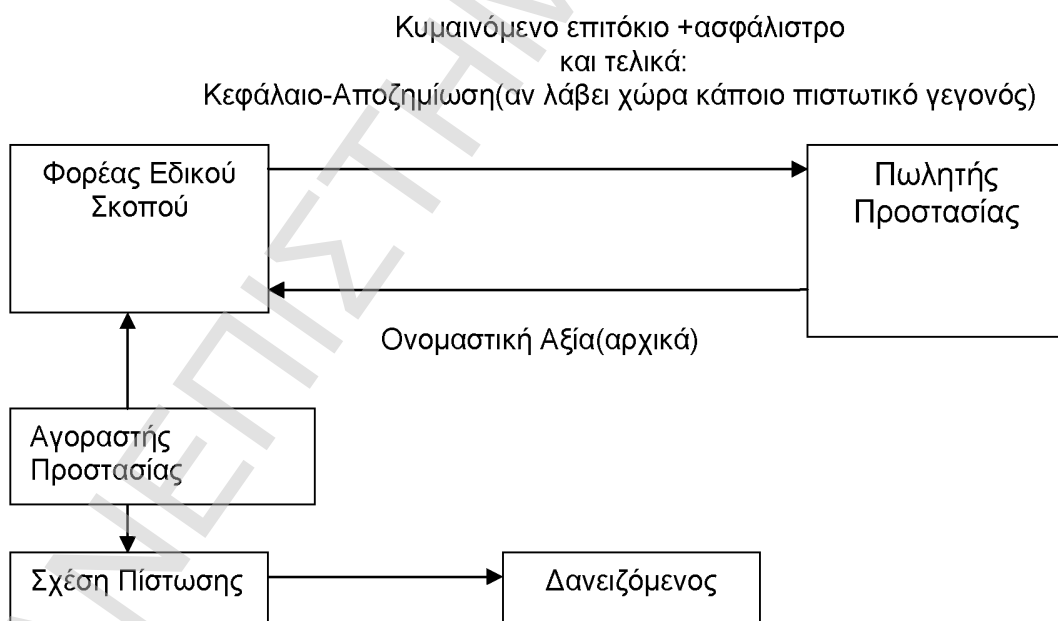 Κυμαινόμενο επιτόκιο +ασφάλιστρο
και τελικά:
Κεφάλαιο-Αποζημίωση(αν λάβει χώρα κάποιο πιστωτικό γεγονός)
Φορέας Εδικού
Σκοπού
Πωλητής
Προστασίας
Ονομαστική Αξία(αρχικά)
Αγοραστής
Προστασίας
Σχέση Πίστωσης
Δανειζόμενος
ΝΕΠΙΣΤΗΜ